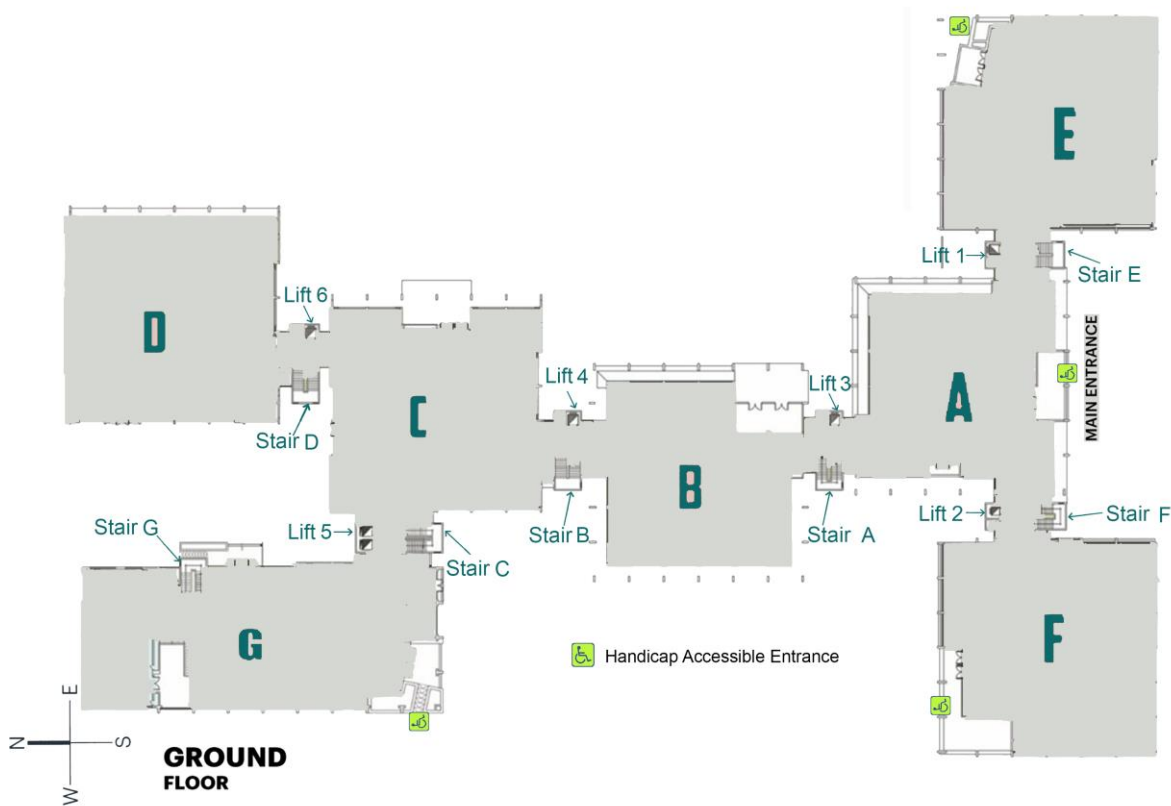 E
Lift 1
Stair E
Lift 6
D
Stair D
C
Lift 4
Lift 3
A
MAIN ENTRANCE
B
Stair B
Stair A
Lift 2
Stair F
Stair G
Lift 5
Stair C
G
F
Handicap Accessible Entrance
E
N
S
W
GROUND
FLOOR